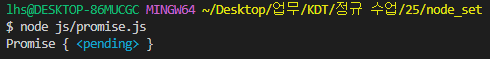 lhs@DESKTOP-86MUCGC MINGW64 ~/Desktop/업무/KDT/정규 수업/25/node_set
$ node js/promise.js
Promise { <pending> }